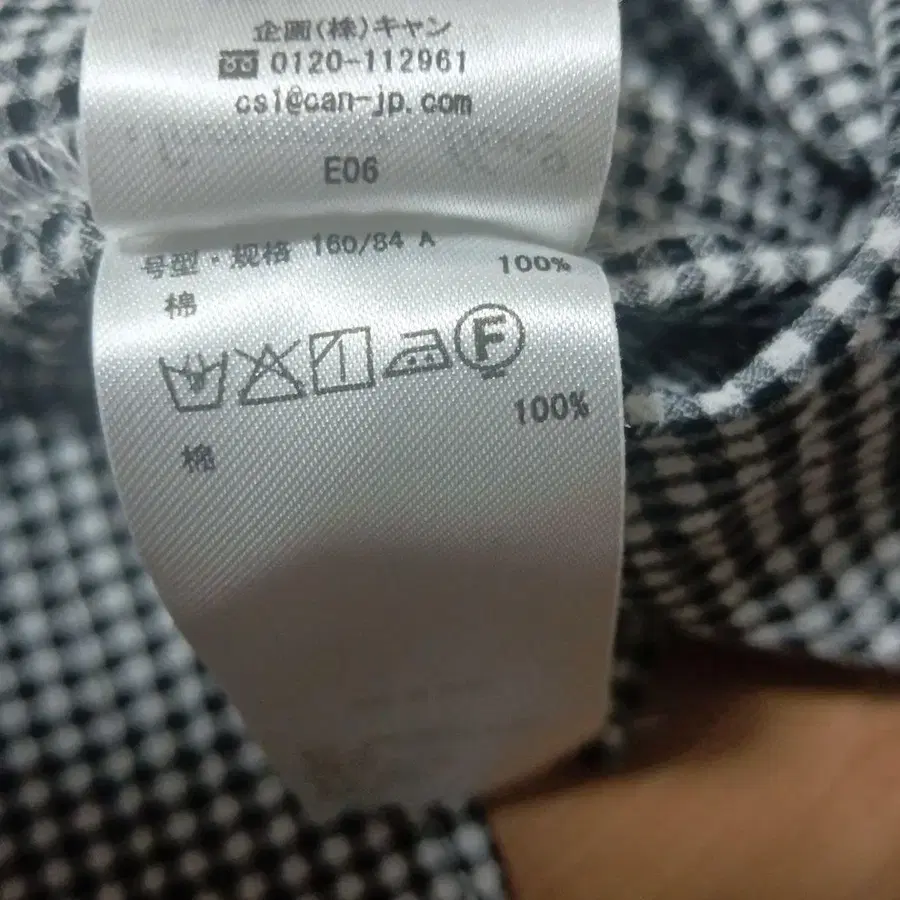 企画(株)キャン
0120-112961
csl@can-jp.com
E06
号型・规格 160/84 A
棉 100%
F
棉 100%